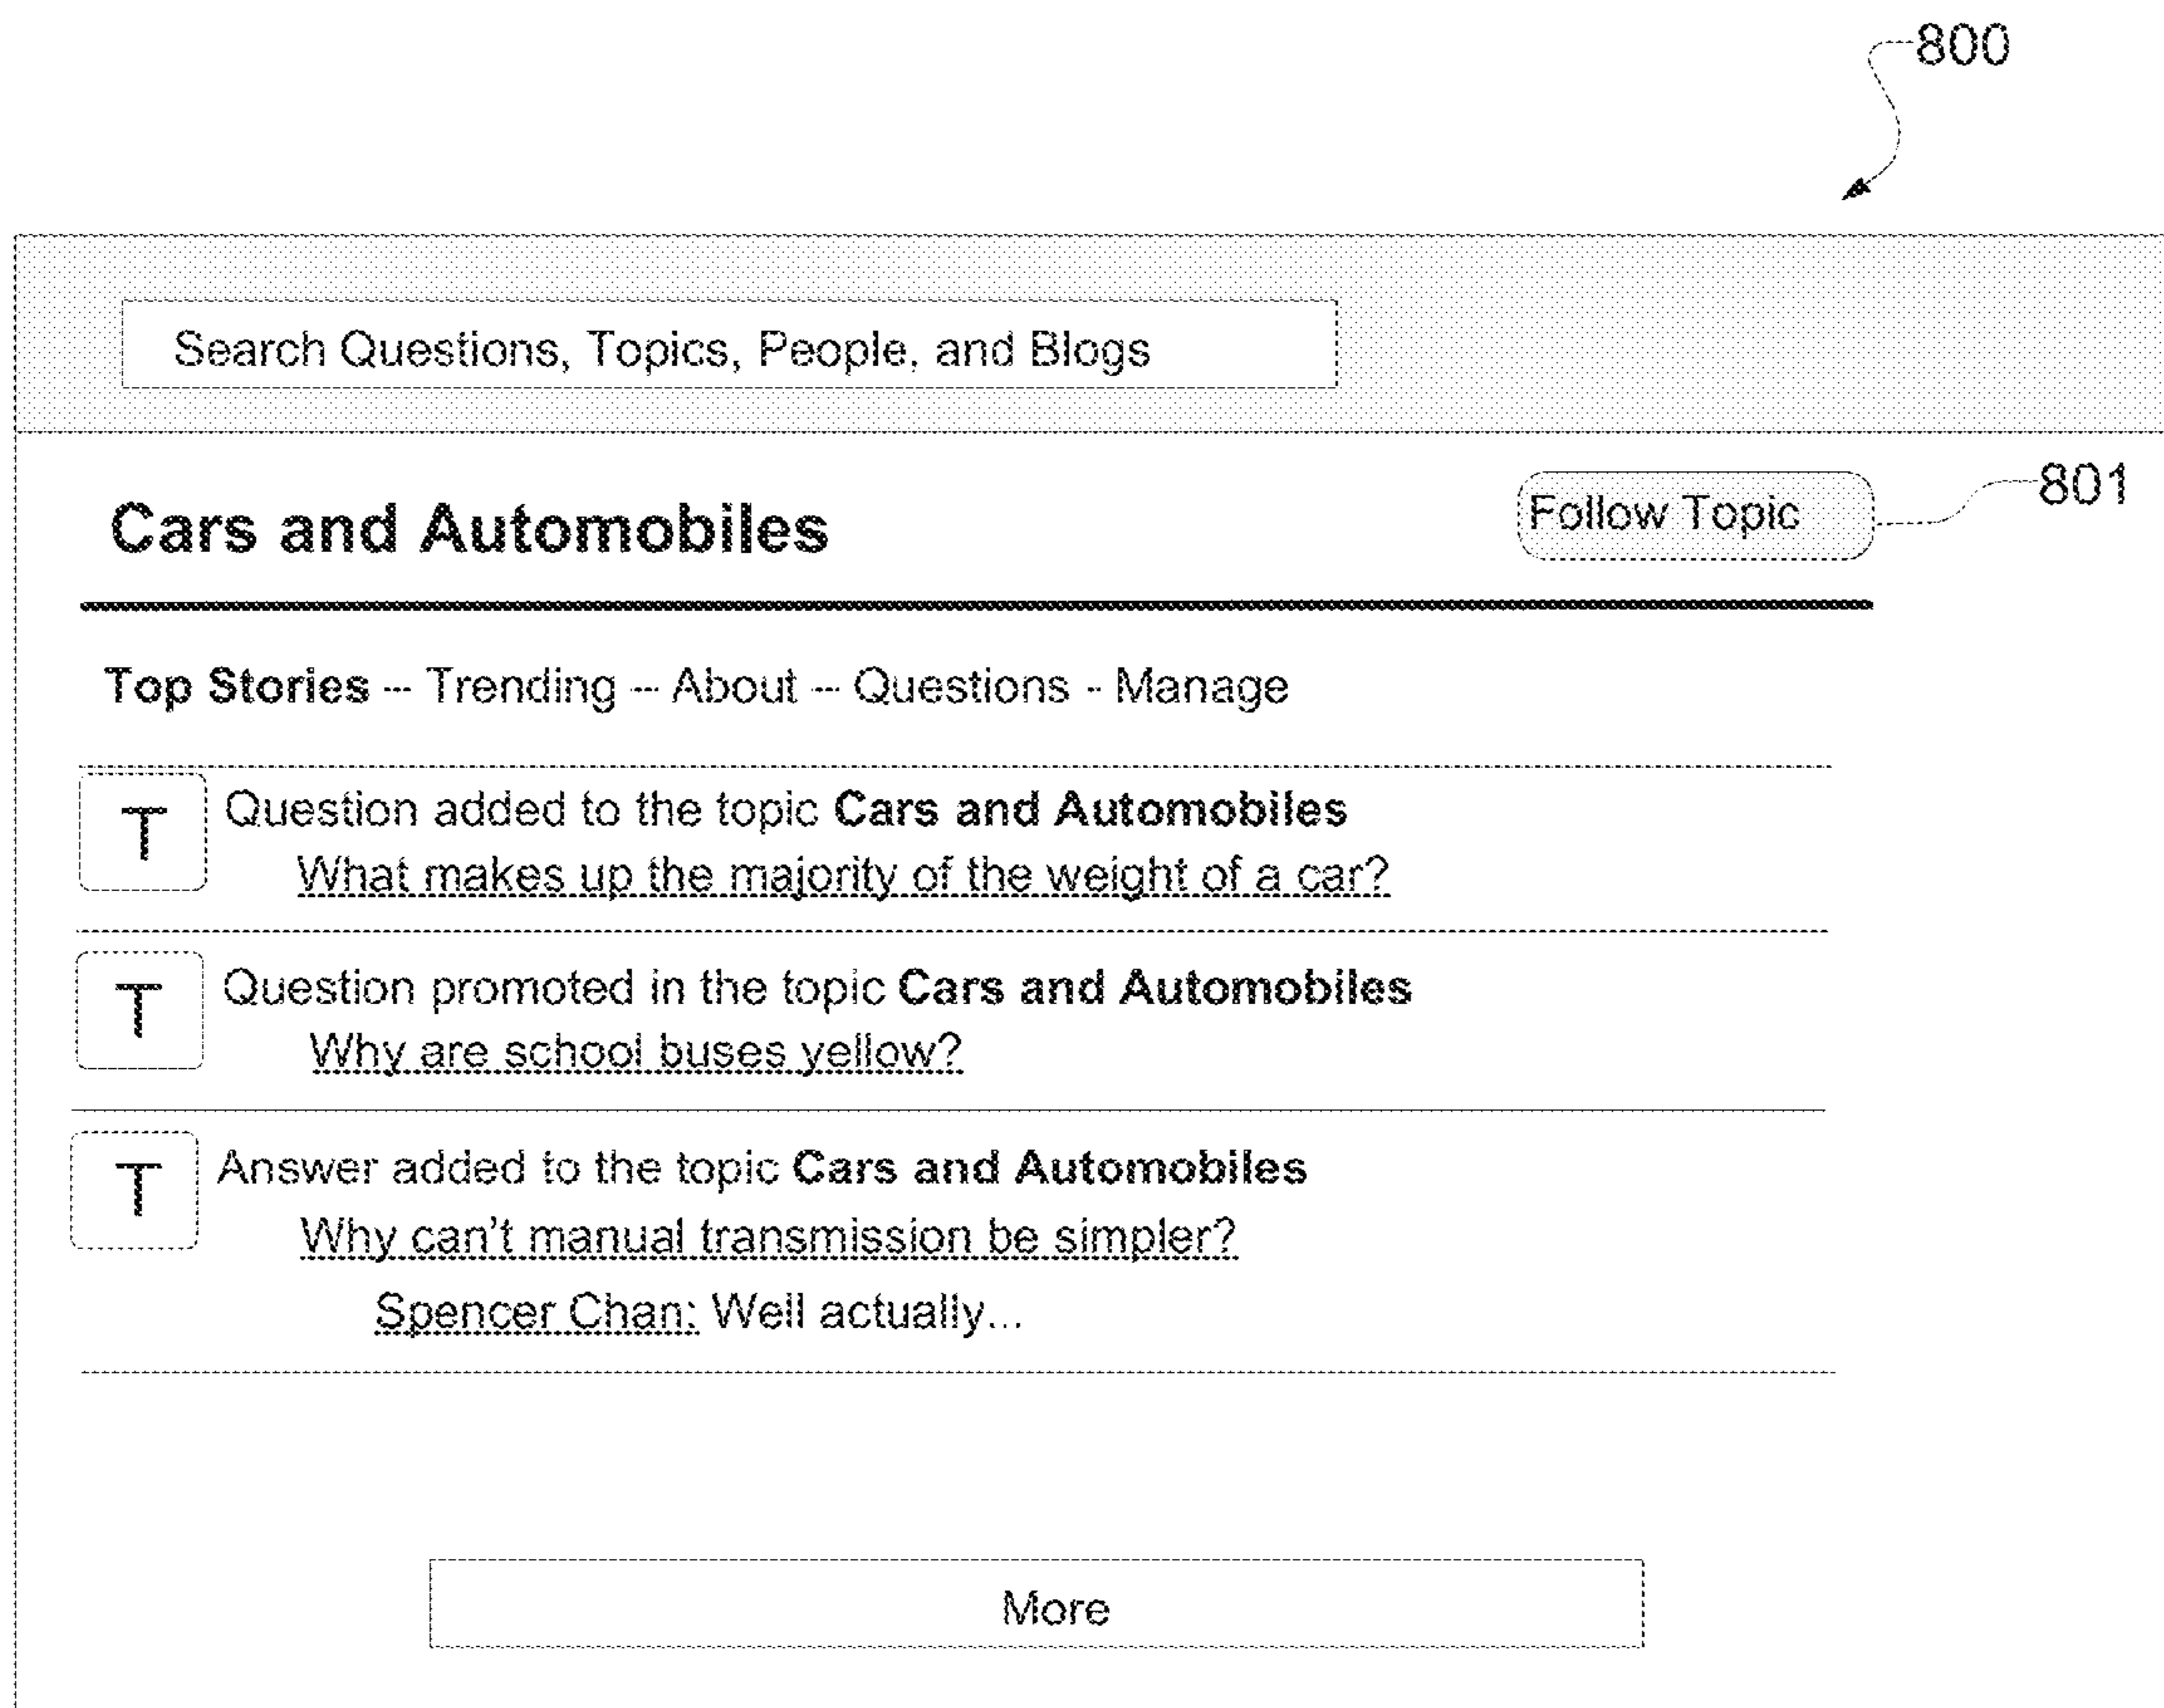 800
Search Questions, Topics, People, and Blogs
Cars and Automobiles
Follow Topic
801
Top Stories -- Trending -- About -- Questions - Manage
T
Question added to the topic Cars and Automobiles
What makes up the majority of the weight of a car?
T
Question promoted in the topic Cars and Automobiles
Why are school buses yellow?
T
Answer added to the topic Cars and Automobiles
Why can't manual transmission be simpler?
Spencer Chan: Well actually...
More